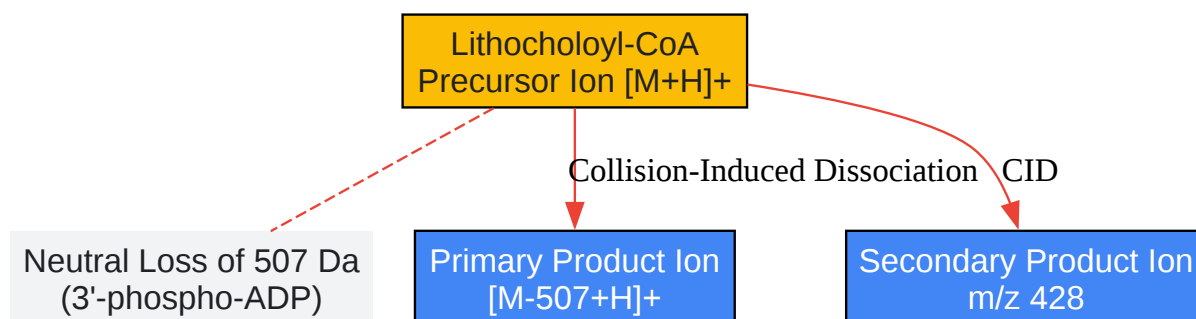 Lithocholoyl-CoA
Precursor Ion [M+H]+
Collision-Induced Dissociation
CID
Neutral Loss of 507 Da
(3'-phospho-ADP)
Primary Product Ion
[M-507+H]+
Secondary Product Ion
m/z 428